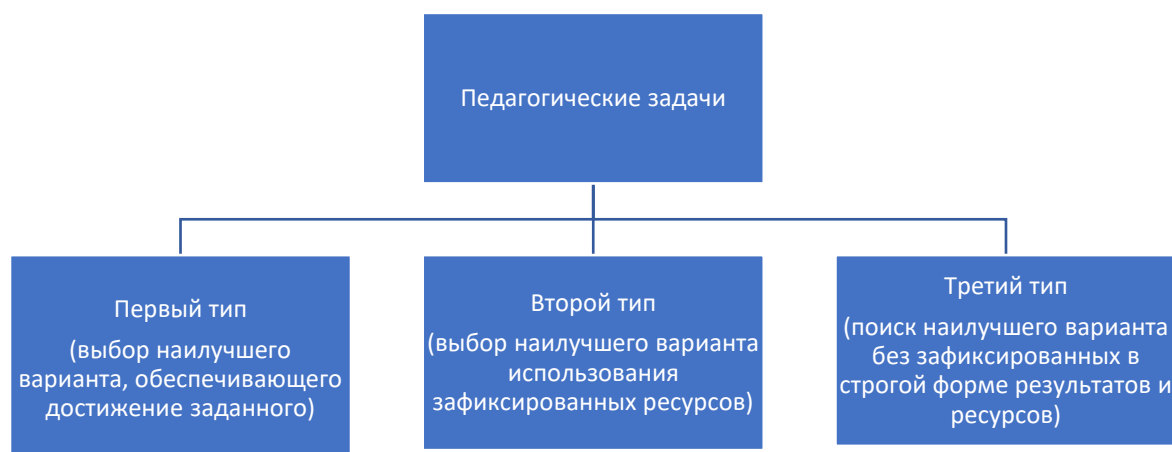 Педагогические задачи
Первый тип
(выбор наилучшего
варианта, обеспечивающего
достижение заданного)
Второй тип
(выбор наилучшего варианта
использования
зафиксированных ресурсов)
Третий тип
(поиск наилучшего варианта
без зафиксированных в
строгой форме результатов и
ресурсов)